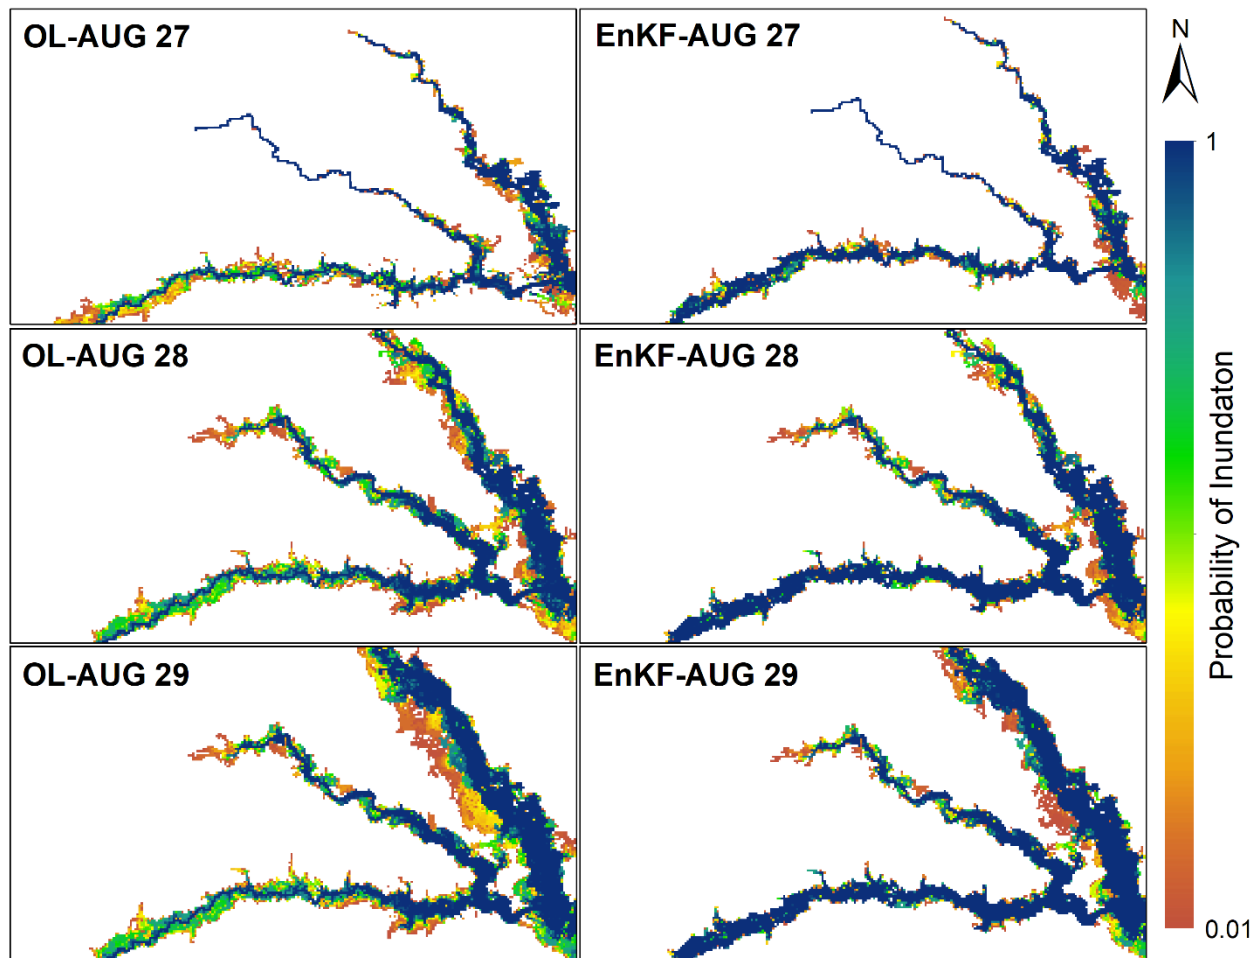 OL-AUG 27
EnKF-AUG 27
N
1
OL-AUG 28
EnKF-AUG 28
Probability of Inundaton
OL-AUG 29
EnKF-AUG 29
0.01